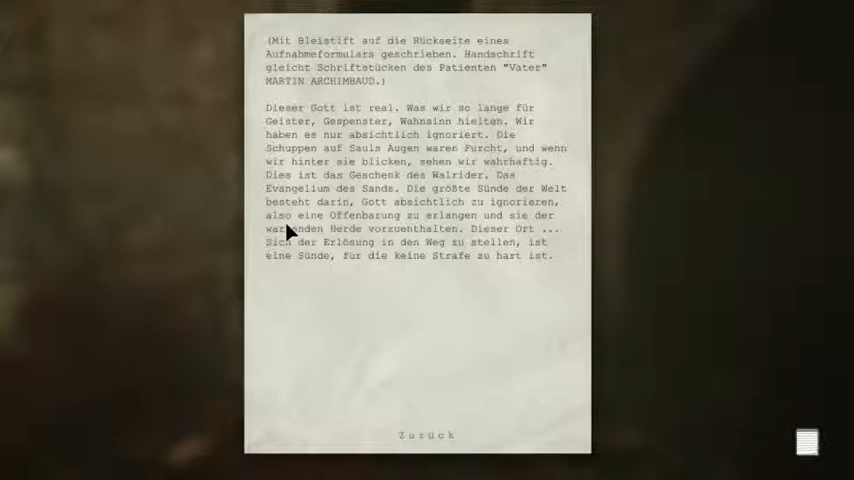 (Mit Bleistift auf die Rückseite eines
Aufnahmeformulars geschrieben. Handschrift
gleicht Schriftstücken des Patienten "Vater"
MARTIN ARCHIMBAUD.)
Dieser Gott ist real. Was wir so lange für
Geister, Gespenster, Wahnsinn hielten. Wir
haben es nur absichtlich ignoriert. Die
Schuppen auf Sauls Augen waren Furcht, und wenn
wir hinter sie blicken, sehen wir wahrhaftig.
Dies ist das Geschenk des Walrider. Das
Evangelium des Sands. Die größte Sünde der Welt
besteht darin, Gott absichtlich zu ignorieren,
also eine Offenbarung zu erlangen und sie der
wartenden Herde vorzuenthalten. Dieser Ort ...
Sich der Erlösung in den Weg zu stellen, ist
eine Sünde, für die keine Strafe zu hart ist.
Zurück